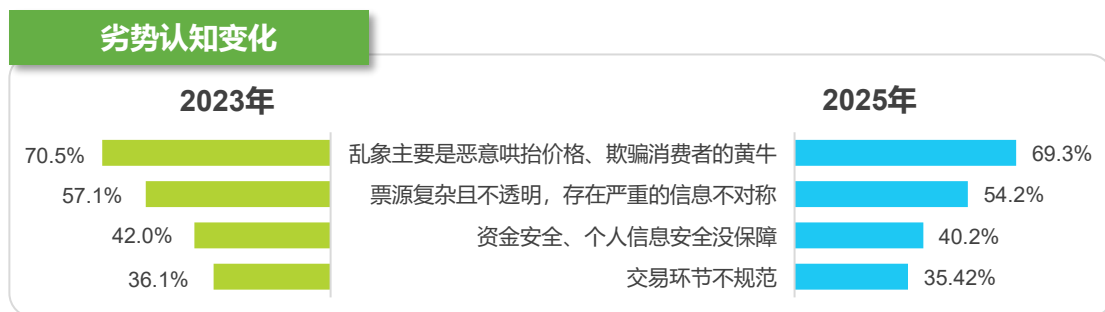 劣势认知变化
2023年 2025年
70.5% 乱象主要是恶意哄抬价格、欺骗消费者的黄牛 69.3%
57.1% 票源复杂且不透明，存在严重的信息不对称 54.2%
42.0% 资金安全、个人信息安全没保障 40.2%
36.1% 交易环节不规范 35.42%